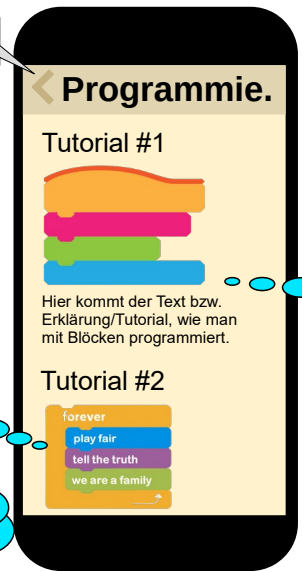 Programmie.
Tutorial #1
Hier kommt der Text bzw.
Erklärung/Tutorial, wie man
mit Blöcken programmiert.
Tutorial #2
forever
play fair
tell the truth
we are a family